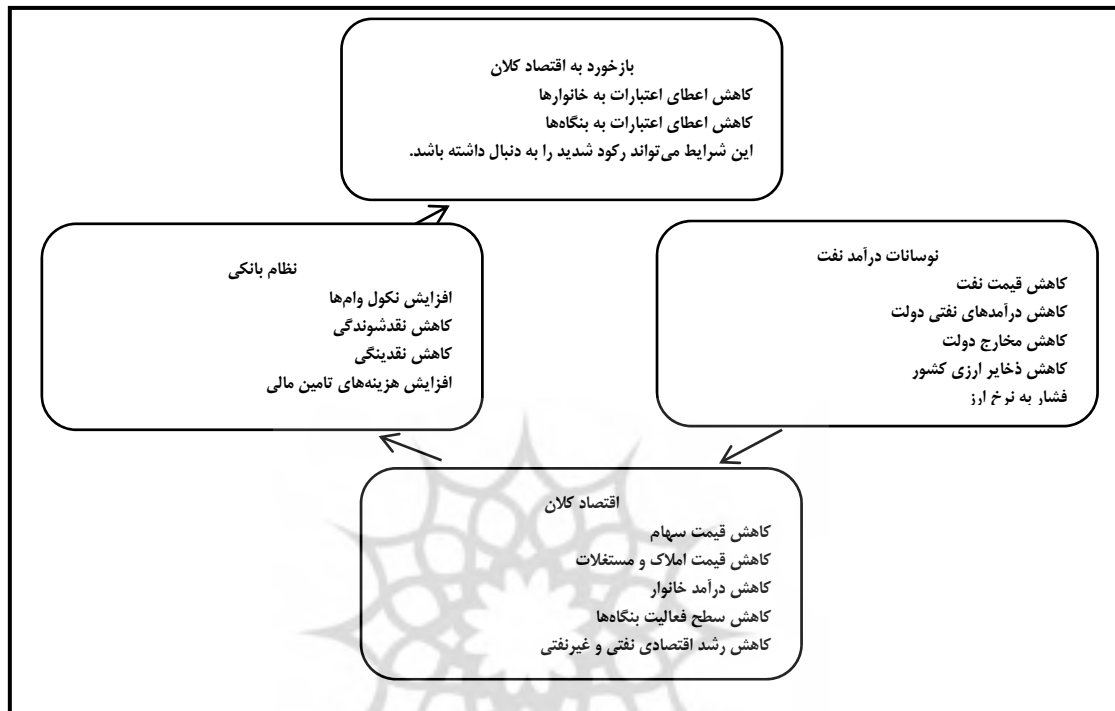 بازخورد به اقتصاد کلان
کاهش اعطای اعتبارات به خانوارها
کاهش اعطای اعتبارات به بنگاه‌ها
این شرایط می‌تواند رکود شدید را به دنبال داشته باشد.
نوسانات درآمد نفت
کاهش قیمت نفت
کاهش درآمدهای نفتی دولت
کاهش مخارج دولت
کاهش ذخایر ارزی کشور
فشار به نرخ ارز
نظام بانکی
افزایش نکول وام‌ها
کاهش نقدشوندگی
کاهش نقدینگی
افزایش هزینه‌های تامین مالی
اقتصاد کلان
کاهش قیمت سهام
کاهش قیمت املاک و مستغلات
کاهش درآمد خانوار
کاهش سطح فعالیت بنگاه‌ها
کاهش رشد اقتصادی نفتی و غیرنفتی